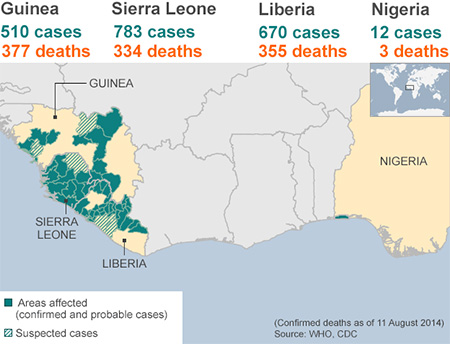 Guinea
510 cases
377 deaths
Sierra Leone
783 cases
334 deaths
Liberia
670 cases
355 deaths
Nigeria
12 cases
3 deaths
GUINEA
NIGERIA
SIERRA
LEONE
LIBERIA
Areas affected
(confirmed and probable cases)
Suspected cases
(Confirmed deaths as of 11 August 2014)
Source: WHO, CDC